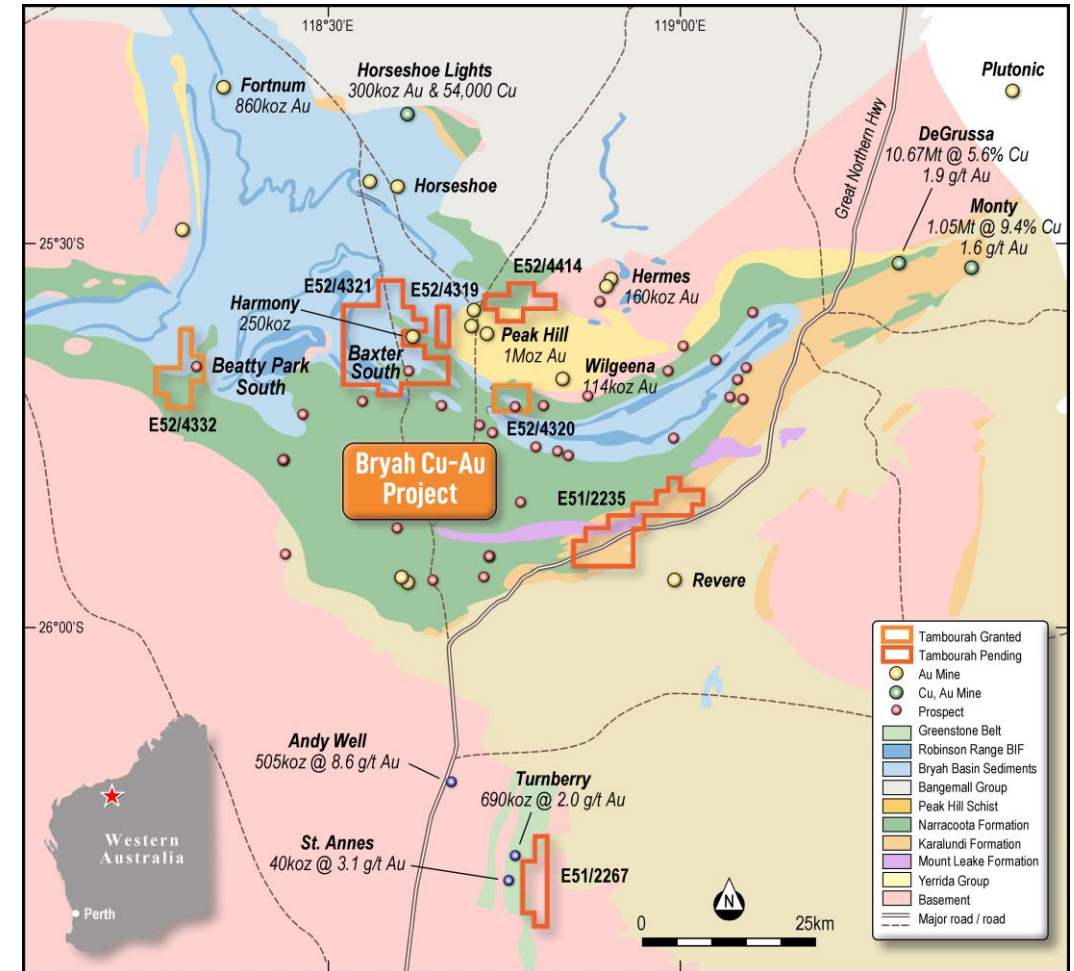 118°30'E
119°00'E
Fortnum
860koz Au
Horseshoe Lights
300koz Au & 54,000 Cu
Plutonic
Great Northern Hwy
DeGrussa
10.67Mt @ 5.6% Cu
1.9 g/t Au
Horseshoe
Monty
1.05Mt @ 9.4% Cu
1.6 g/t Au
25°30'S
E52/4321
E52/4319
E52/4414
Hermes
160koz Au
Harmony
250koz
Peak Hill
1Moz Au
Baxter
South
Beatty Park
South
Wilgeena
114koz Au
E52/4332
E52/4320
Bryah Cu-Au
Project
E51/2235
Revere
26°00'S
Andy Well
505koz @ 8.6 g/t Au
Turnberry
690koz @ 2.0 g/t Au
St. Annes
40koz @ 3.1 g/t Au
E51/2267
Western
Australia
Perth
N
0
25km
Tambourah Granted
Tambourah Pending
Au Mine
Cu, Au Mine
Prospect
Greenstone Belt
Robinson Range BIF
Bryah Basin Sediments
Bangemall Group
Peak Hill Schist
Narracoota Formation
Karalundi Formation
Mount Leake Formation
Yerrida Group
Basement
Major road / road